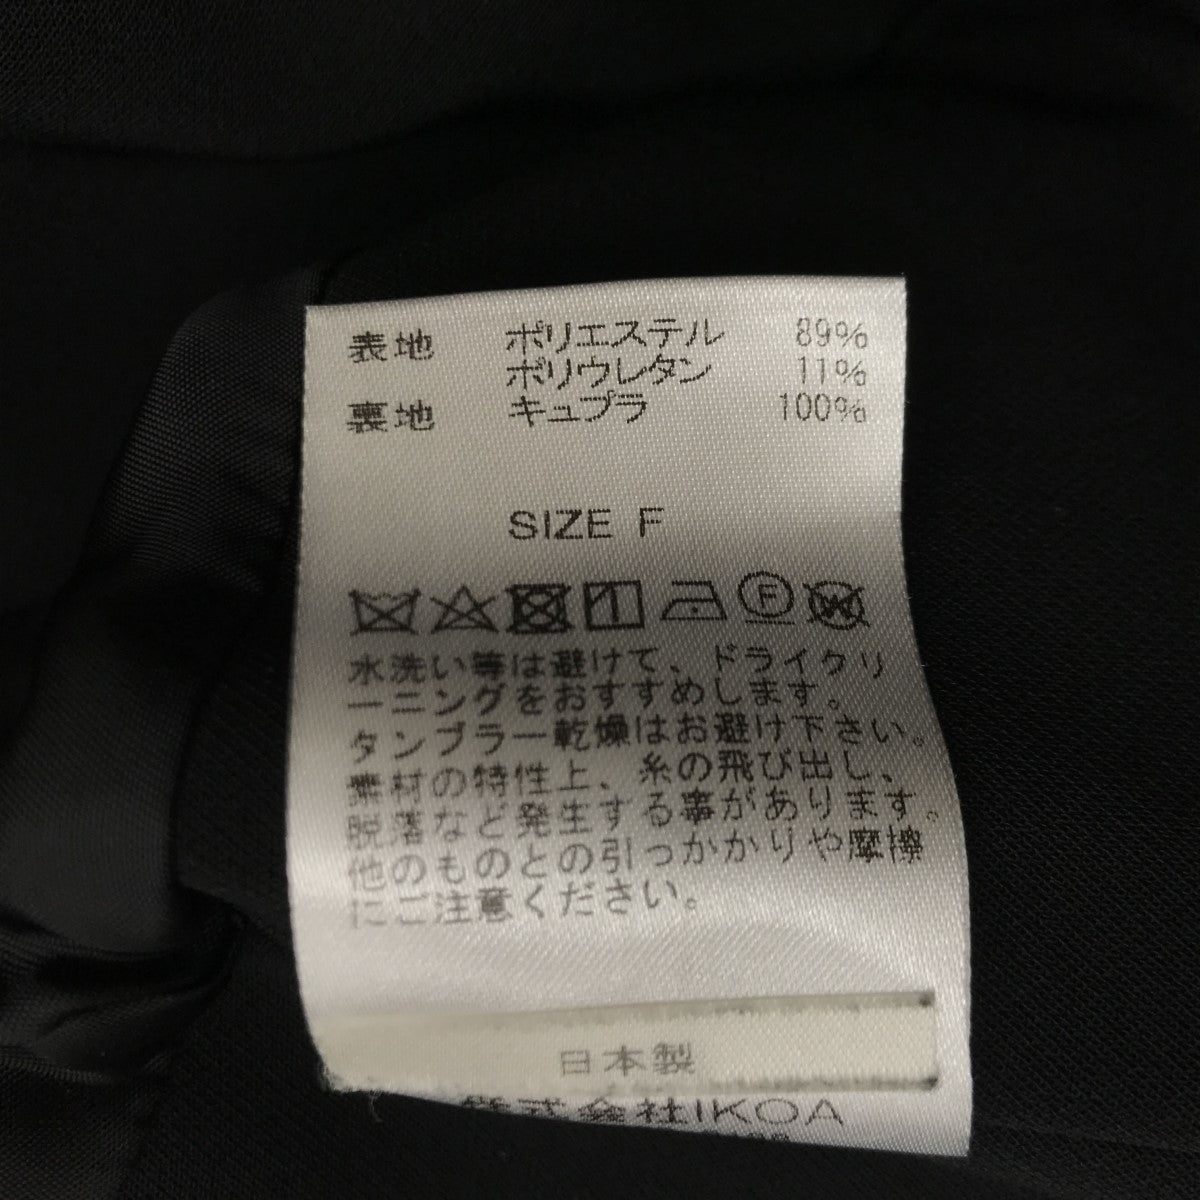 表地 ポリエステル 89%
ポリウレタン 11%
裏地 キュプラ 100%
SIZE F
水洗い等は避けて、ドライクリ
ーニングをおすすめします。
タンブラー乾燥はお避け下さい。
素材の特性上、糸の飛び出し、
脱落など発生する事があります。
他のものとの引っかかりや摩擦
にご注意ください。
日本製
株式会社IKOA